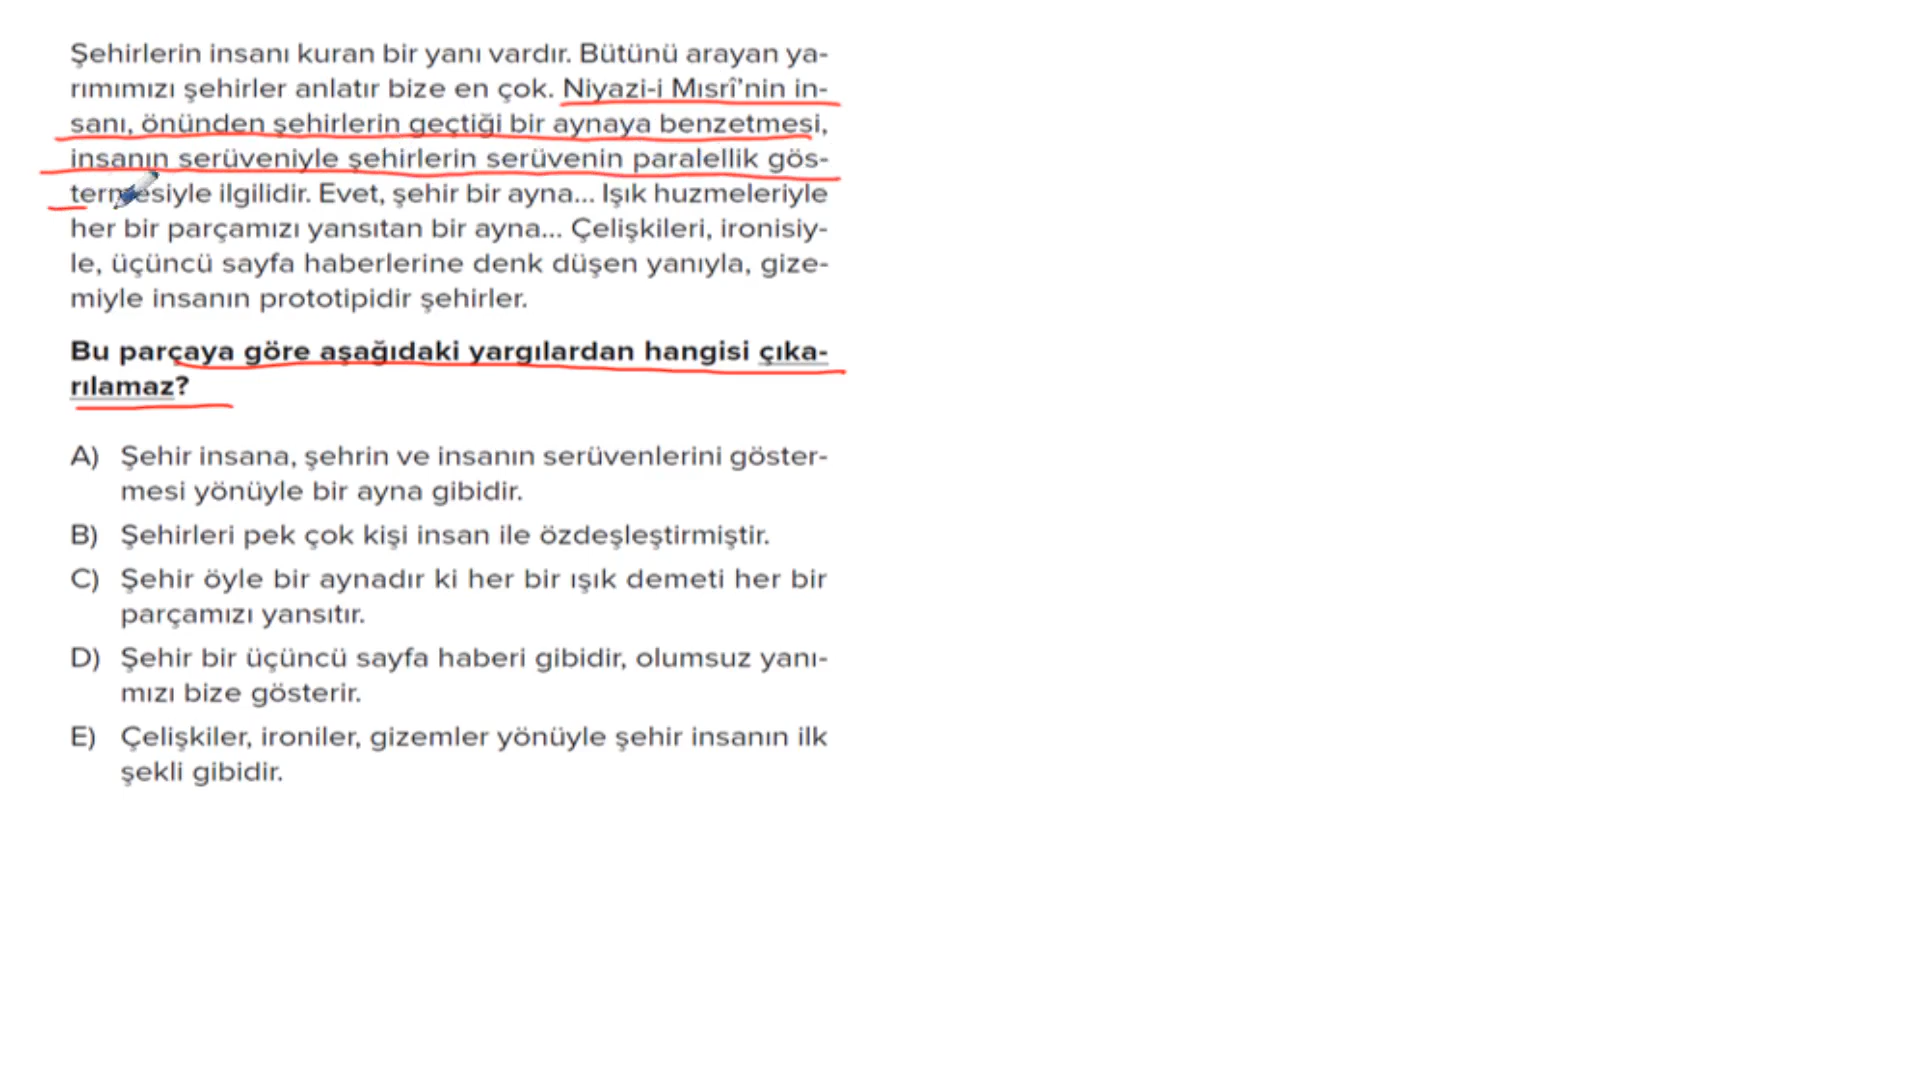 Şehirlerin insanı kuran bir yanı vardır. Bütünü arayan ya-
rımımızı şehirler anlatır bize en çok. Niyazi-i Mısrî'nin in-
sanı, önünden şehirlerin geçtiği bir aynaya benzetmesi,
insanın serüveniyle şehirlerin serüvenin paralellik gös-
termesiyle ilgilidir. Evet, şehir bir ayna... Işık huzmeleriyle
her bir parçamızı yansıtan bir ayna... Çelişkileri, ironisiy-
le, üçüncü sayfa haberlerine denk düşen yanıyla, gize-
miyle insanın prototipidir şehirler.
Bu parçaya göre aşağıdaki yargılardan hangisi çıka-
rılamaz?
A) Şehir insana, şehrin ve insanın serüvenlerini göster-
mesi yönüyle bir ayna gibidir.
B) Şehirleri pek çok kişi insan ile özdeşleştirmiştir.
C) Şehir öyle bir aynadır ki her bir ışık demeti her bir
parçamızı yansıtır.
D) Şehir bir üçüncü sayfa haberi gibidir, olumsuz yanı-
mızı bize gösterir.
E) Çelişkiler, ironiler, gizemler yönüyle şehir insanın ilk
şekli gibidir.